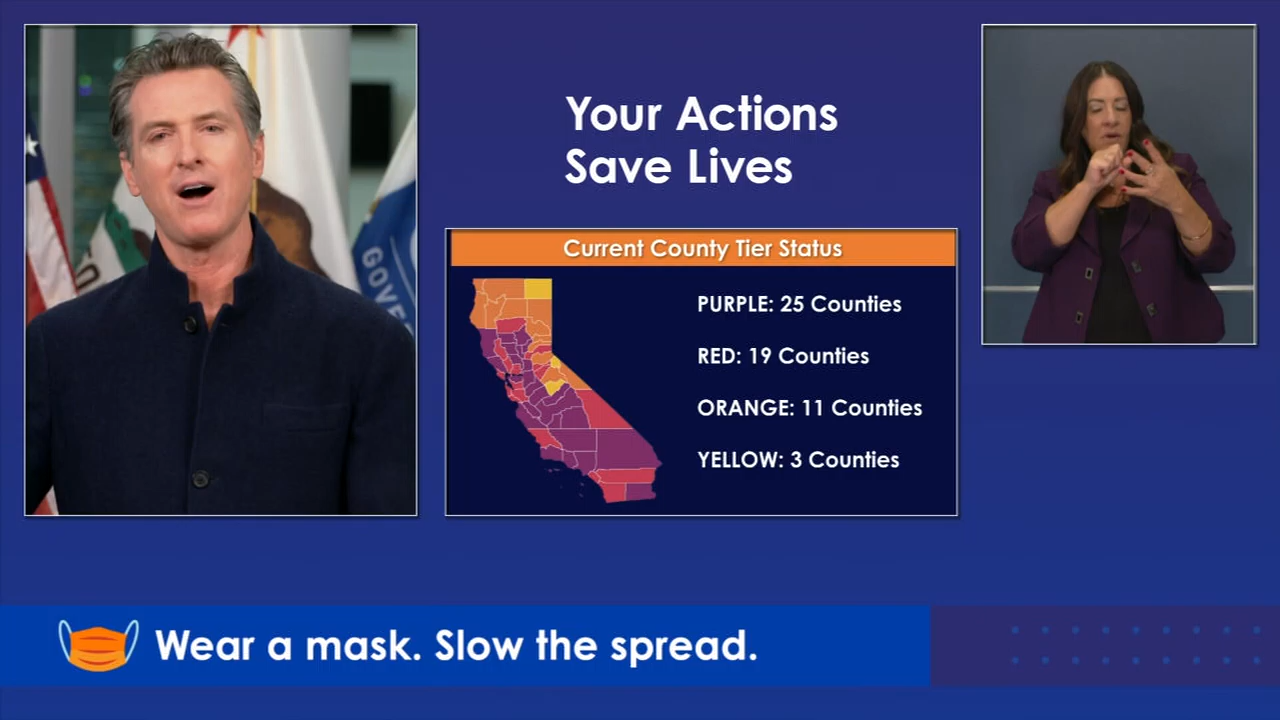 Your Actions
Save Lives
Current County Tier Status
PURPLE: 25 Counties
RED: 19 Counties
ORANGE: 11 Counties
YELLOW: 3 Counties
Wear a mask. Slow the spread.